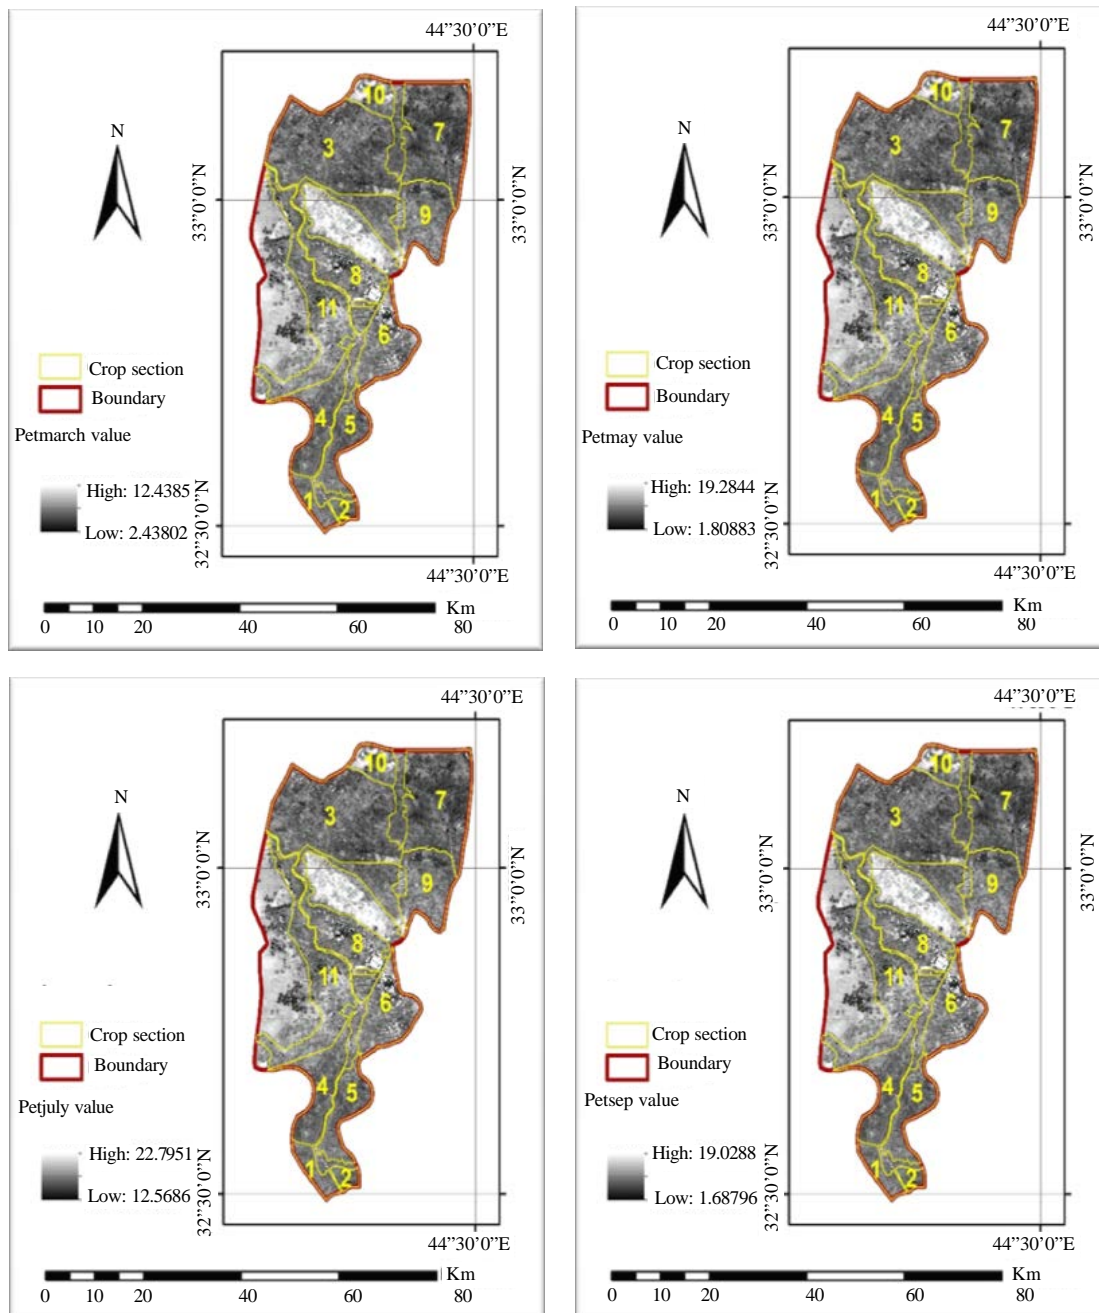 44”30’0”E
N
33”0’0”N
33”0’0”N
10
7
3
9
8
11
6
4
5
1
2
Crop section
Boundary
Petmarch value
High: 12.4385
Low: 2.43802
32”30’0”N
44”30’0”E
Km
0 10 20 40 60 80
44”30’0”E
N
33”0’0”N
33”0’0”N
10
7
3
9
8
11
6
4
5
1
2
Crop section
Boundary
Petmay value
High: 19.2844
Low: 1.80883
32”30’0”N
44”30’0”E
Km
0 10 20 40 60 80
44”30’0”E
N
33”0’0”N
33”0’0”N
10
7
3
9
8
11
6
4
5
1
2
Crop section
Boundary
Petjuly value
High: 22.7951
Low: 12.5686
32”30’0”N
44”30’0”E
Km
0 10 20 40 60 80
44”30’0”E
N
33”0’0”N
33”0’0”N
10
7
3
9
8
11
6
4
5
1
2
Crop section
Boundary
Petsep value
High: 19.0288
Low: 1.68796
32”30’0”N
44”30’0”E
Km
0 10 20 40 60 80